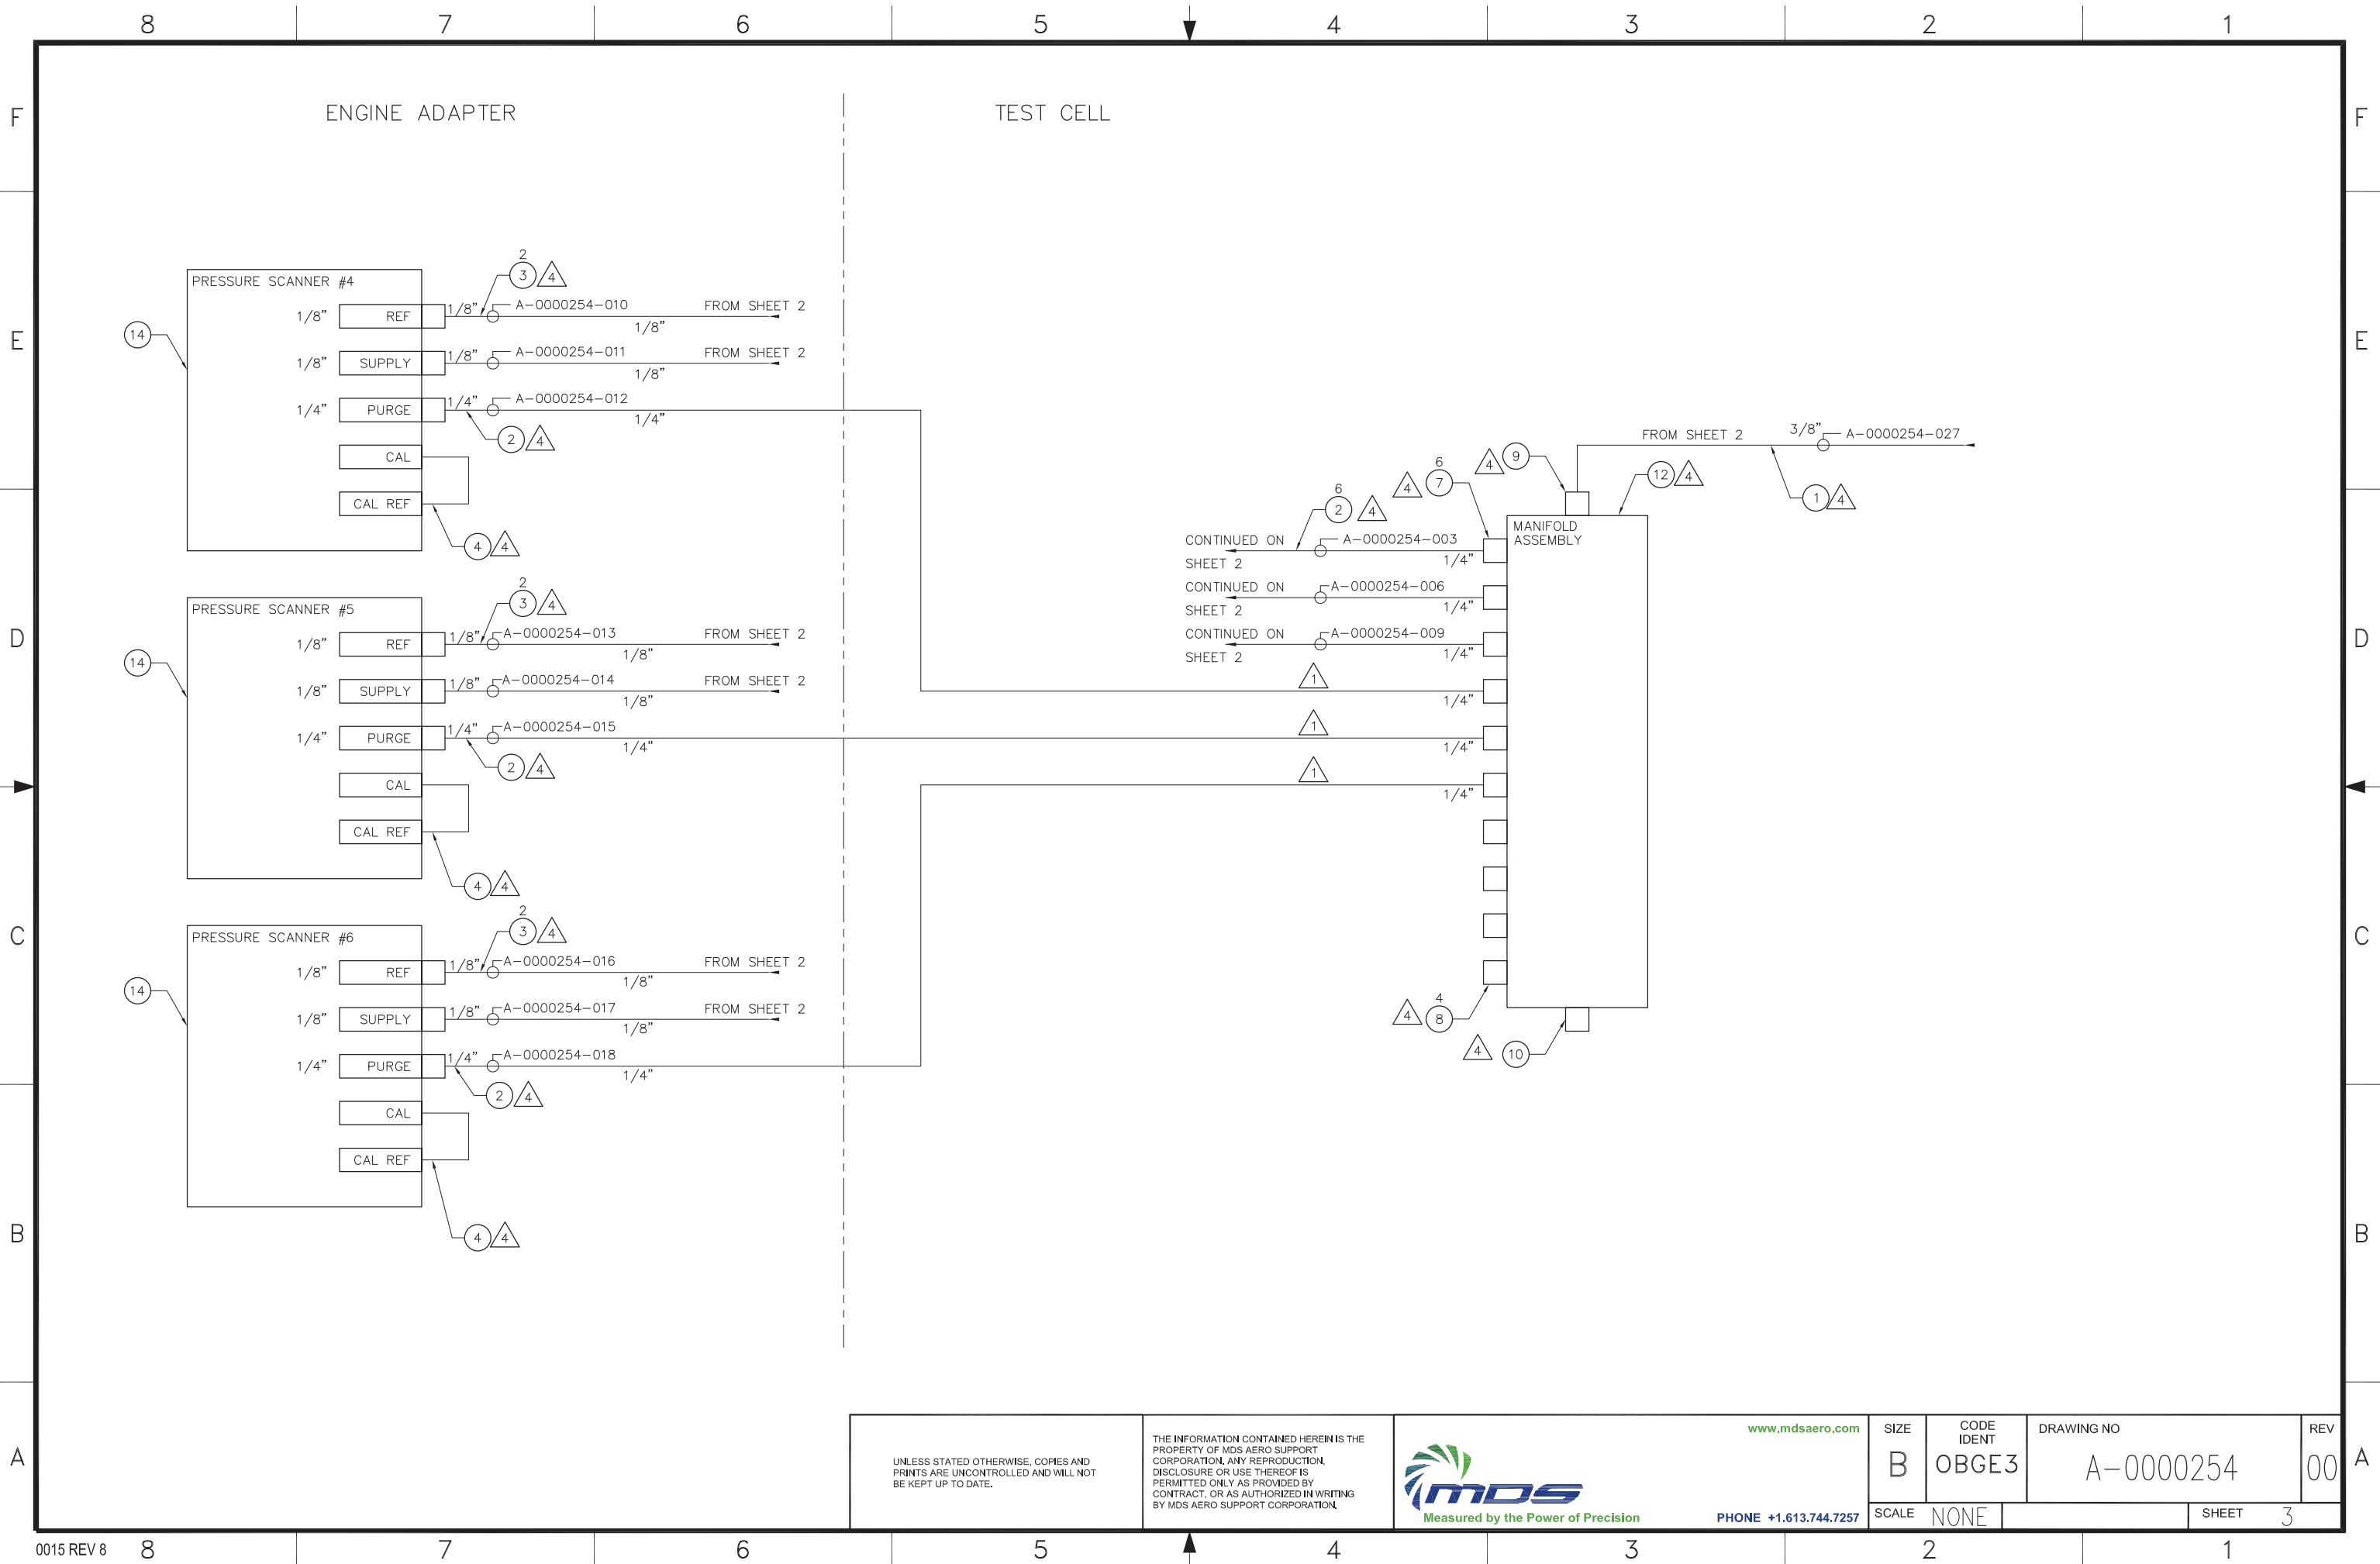 8 7 6 5 4 3 2 1
F F
ENGINE ADAPTER TEST CELL
E E
PRESSURE SCANNER #4
14
2
3 4
1/8" REF 1/8" A-0000254-010 FROM SHEET 2
1/8"
1/8" SUPPLY 1/8" A-0000254-011 FROM SHEET 2
1/8"
1/4" PURGE 1/4" A-0000254-012
1/4"
2 4
CAL
CAL REF
4 4
FROM SHEET 2 3/8" A-0000254-027
1 4
4 9
12 4
6
4 7
6
2 4
MANIFOLD
ASSEMBLY
CONTINUED ON A-0000254-003
SHEET 2 1/4"
CONTINUED ON A-0000254-006
SHEET 2 1/4"
CONTINUED ON A-0000254-009
SHEET 2 1/4"
1
1/4"
1
1/4"
1
1/4"
D D
PRESSURE SCANNER #5
14
2
3 4
1/8" REF 1/8" A-0000254-013 FROM SHEET 2
1/8"
1/8" SUPPLY 1/8" A-0000254-014 FROM SHEET 2
1/8"
1/4" PURGE 1/4" A-0000254-015
1/4"
2 4
CAL
CAL REF
4 4
C C
PRESSURE SCANNER #6
14
2
3 4
1/8" REF 1/8" A-0000254-016 FROM SHEET 2
1/8"
1/8" SUPPLY 1/8" A-0000254-017 FROM SHEET 2
1/8"
1/4" PURGE 1/4" A-0000254-018
1/4"
2 4
CAL
CAL REF
4 4
4
4 8
4 10
B B
A A
UNLESS STATED OTHERWISE, COPIES AND
PRINTS ARE UNCONTROLLED AND WILL NOT
BE KEPT UP TO DATE.
THE INFORMATION CONTAINED HEREIN IS THE
PROPERTY OF MDS AERO SUPPORT
CORPORATION, ANY REPRODUCTION,
DISCLOSURE OR USE THEREOF IS
PERMITTED ONLY AS PROVIDED BY
CONTRACT, OR AS AUTHORIZED IN WRITING
BY MDS AERO SUPPORT CORPORATION.
www.mdsaero.com
MDS
Measured by the Power of Precision
PHONE +1.613.744.7257
SIZE
B
CODE
IDENT
OBGE3
DRAWING NO
A-0000254
REV
00
SCALE NONE
SHEET 3
0015 REV 8
8 7 6 5 4 3 2 1